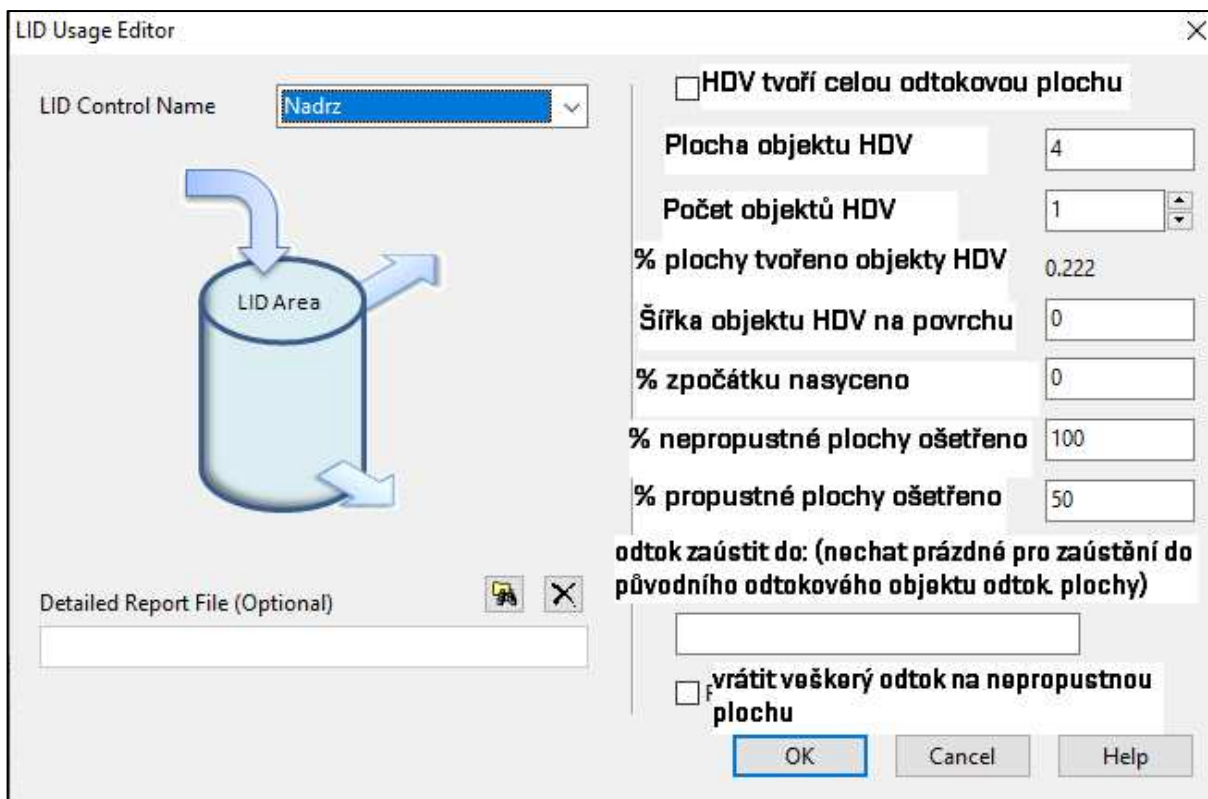 LID Usage Editor
LID Control Name
Nadrz
LID Area
Detailed Report File (Optional)
HDV tvoří celou odtokovou plochu
Plocha objektu HDV
4
Počet objektů HDV
1
% plochy tvořeno objekty HDV
0.222
Šířka objektu HDV na povrchu
0
% zpočátku nasyceno
0
% nepropustné plochy ošetřeno
100
% propustné plochy ošetřeno
50
odtok zaústit do: (nechat prázdné pro zaústění do
původního odtokového objektu odtok. plochy)
vrátit veškerý odtok na nepropustnou
plochu
OK
Cancel
Help